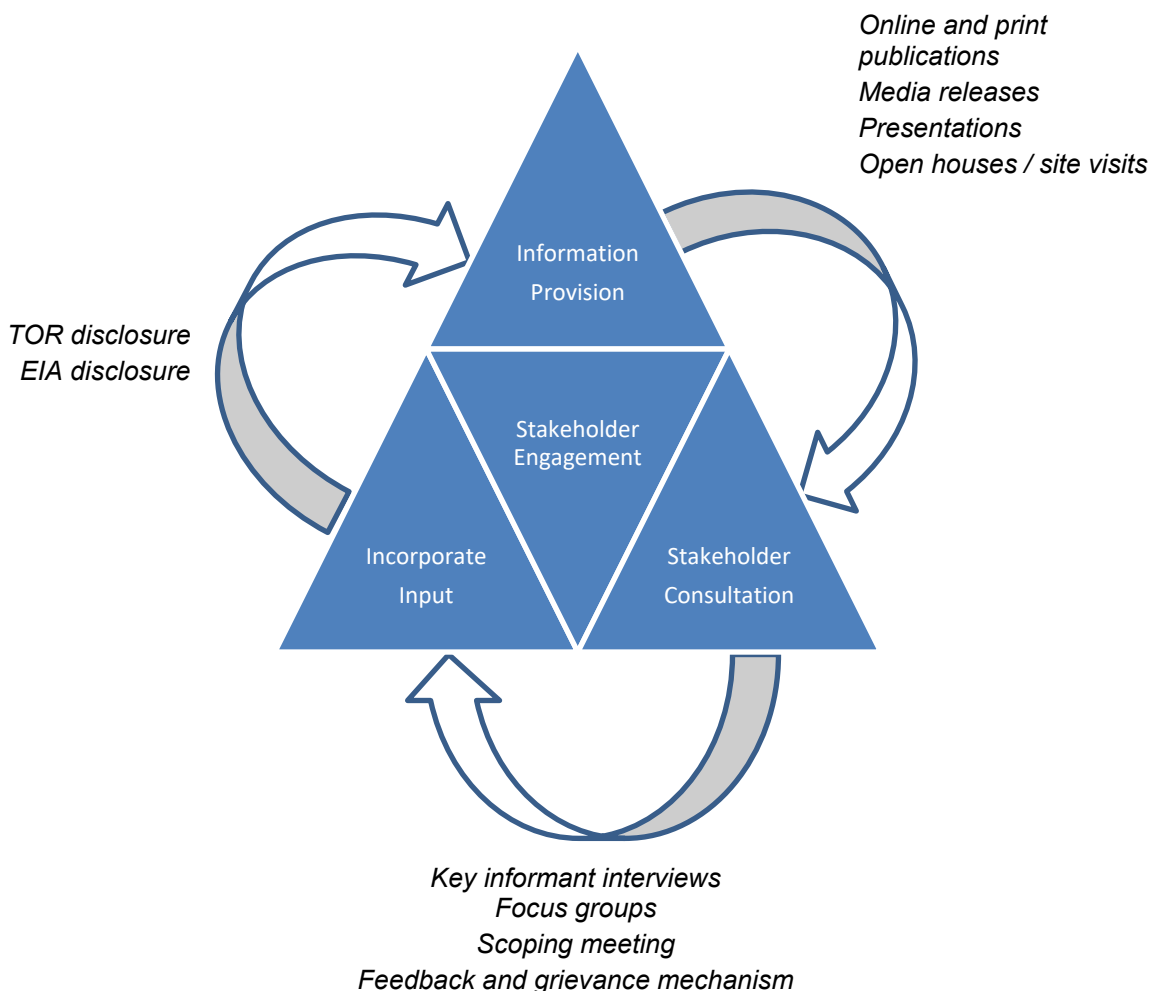 Online and print
publications
Media releases
Presentations
Open houses / site visits
Information
Provision
TOR disclosure
EIA disclosure
Stakeholder
Engagement
Incorporate
Input
Stakeholder
Consultation
Key informant interviews
Focus groups
Scoping meeting
Feedback and grievance mechanism